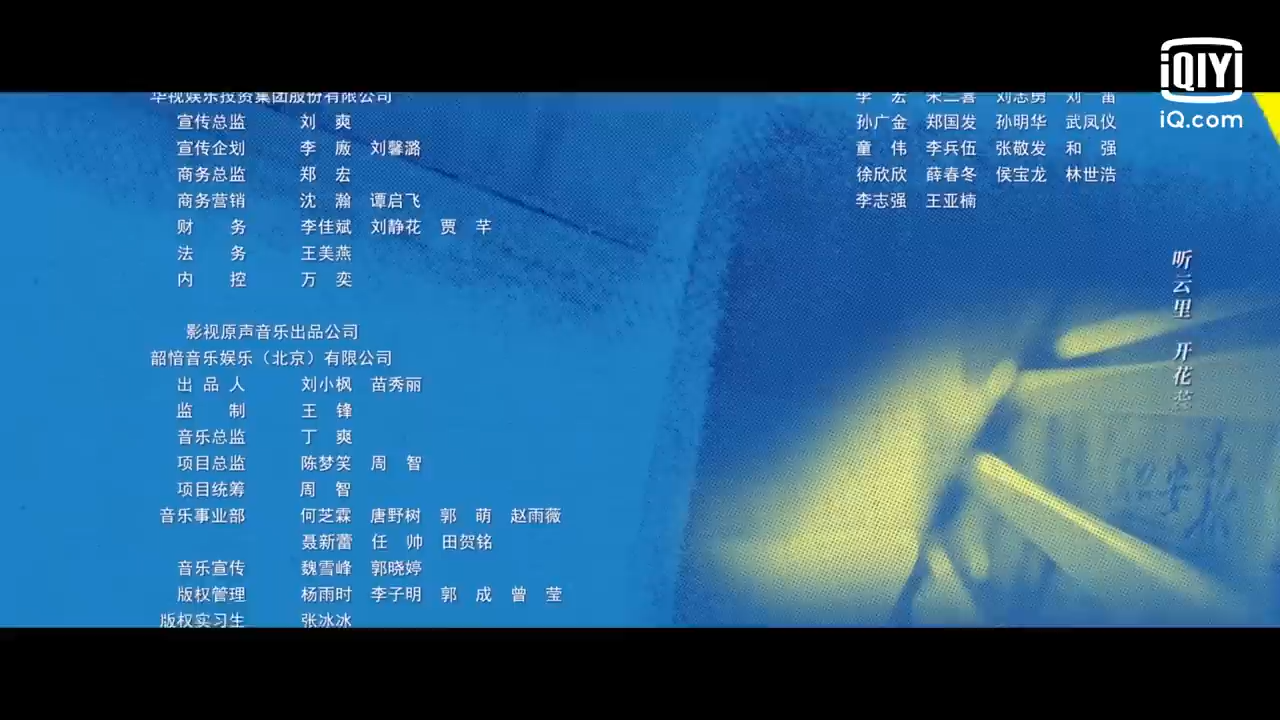 iQIYI
iQ.com
华视娱乐投资集团股份有限公司
宣传总监 刘 爽
宣传企划 李 廒 刘馨潞
商务总监 郑 宏
商务营销 沈 瀚 谭启飞
财 务 李佳斌 刘静花 贾 芊
法 务 王美燕
内 控 万 奕
影视原声音乐出品公司
韶愔音乐娱乐（北京）有限公司
出 品 人 刘小枫 苗秀丽
监 制 王 锋
音乐总监 丁 爽
项目总监 陈梦笑 周 智
项目统筹 周 智
音乐事业部 何芝霖 唐野树 郭 萌 赵雨薇
聂新蕾 任 帅 田贺铭
音乐宣传 魏雪峰 郭晓婷
版权管理 杨雨时 李子明 郭 成 曾 莹
版权实习生 张冰冰
李 宏 宋二喜 刘志勇 刘 雷
孙广金 郑国发 孙明华 武凤仪
童 伟 李兵伍 张敬发 和 强
徐欣欣 薛春冬 侯宝龙 林世浩
李志强 王亚楠
听云里 开花